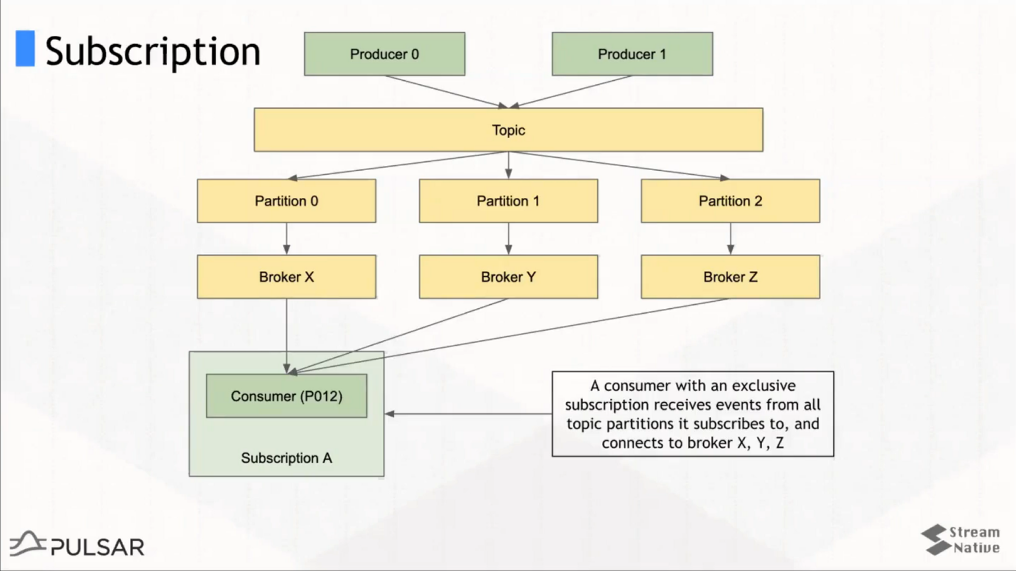 Subscription
Producer 0
Producer 1
Topic
Partition 0
Partition 1
Partition 2
Broker X
Broker Y
Broker Z
Consumer (P012)
Subscription A
A consumer with an exclusive
subscription receives events from all
topic partitions it subscribes to, and
connects to broker X, Y, Z
PULSAR
Stream
Native